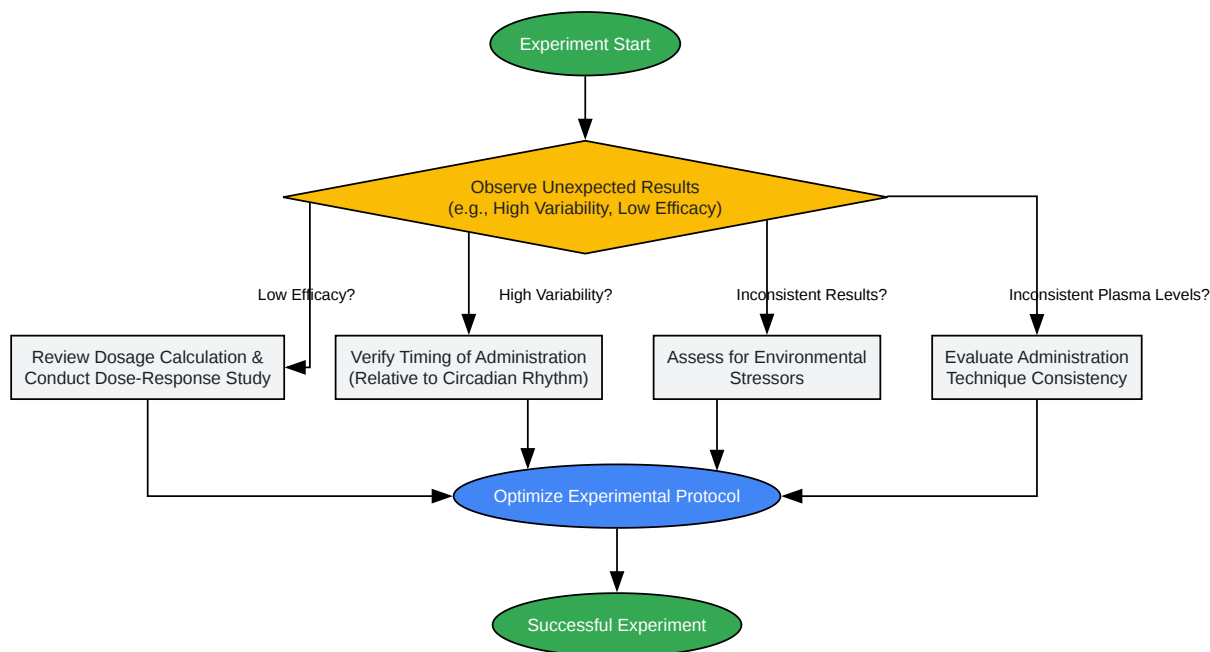 Experiment Start
Observe Unexpected Results
(e.g., High Variability, Low Efficacy)
Low Efficacy?
High Variability?
Inconsistent Results?
Inconsistent Plasma Levels?
Review Dosage Calculation &
Conduct Dose-Response Study
Verify Timing of Administration
(Relative to Circadian Rhythm)
Assess for Environmental
Stressors
Evaluate Administration
Technique Consistency
Optimize Experimental Protocol
Successful Experiment